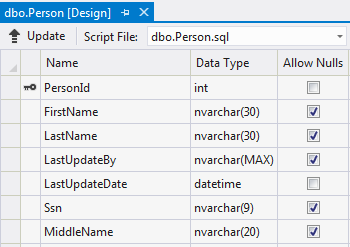 dbo.Person [Design]
Update Script File: dbo.Person.sql
Name Data Type Allow Nulls
PersonId int
FirstName nvarchar(30)
LastName nvarchar(30)
LastUpdateBy nvarchar(MAX)
LastUpdateDate datetime
Ssn nvarchar(9)
MiddleName nvarchar(20)